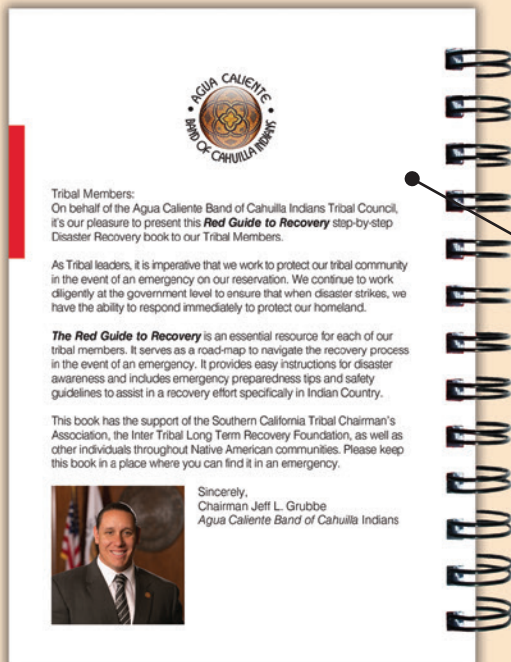 AGUA CALIENTE
BAND OF CAHUILLA INDIANS
Tribal Members:
On behalf of the Agua Caliente Band of Cahuilla Indians Tribal Council,
it's our pleasure to present this Red Guide to Recovery step-by-step
Disaster Recovery book to our Tribal Members.
As Tribal leaders, it is imperative that we work to protect our tribal community
in the event of an emergency on our reservation. We continue to work
diligently at the government level to ensure that when disaster strikes, we
have the ability to respond immediately to protect our homeland.
The Red Guide to Recovery is an essential resource for each of our
tribal members. It serves as a road-map to navigate the recovery process
in the event of an emergency. It provides easy instructions for disaster
awareness and includes emergency preparedness tips and safety
guidelines to assist in a recovery effort specifically in Indian Country.
This book has the support of the Southern California Tribal Chairman's
Association, the Inter Tribal Long Term Recovery Foundation, as well as
other individuals throughout Native American communities. Please keep
this book in a place where you can find it in an emergency.
Sincerely,
Chairman Jeff L. Grubbe
Agua Caliente Band of Cahuilla Indians